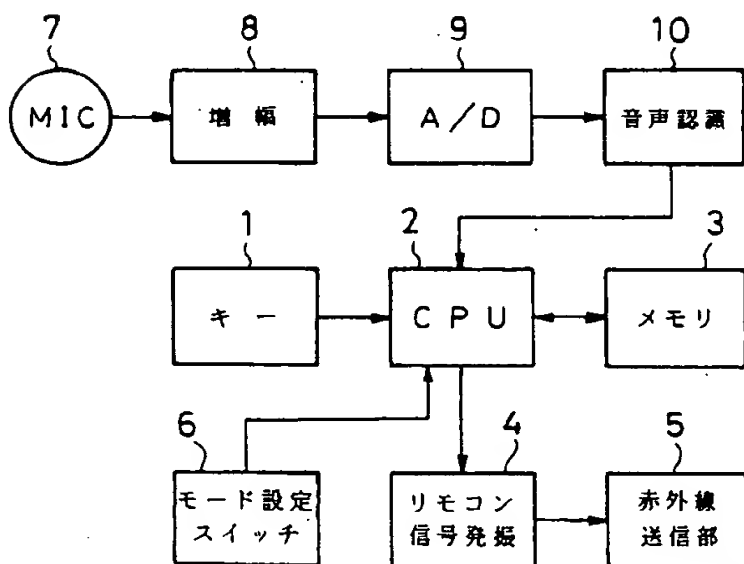 7
8
9
10
MIC
増幅
A/D
音声認識
1
2
3
キー
CPU
メモリ
6
4
5
モード設定
スイッチ
リモコン
信号発振
赤外線
送信部